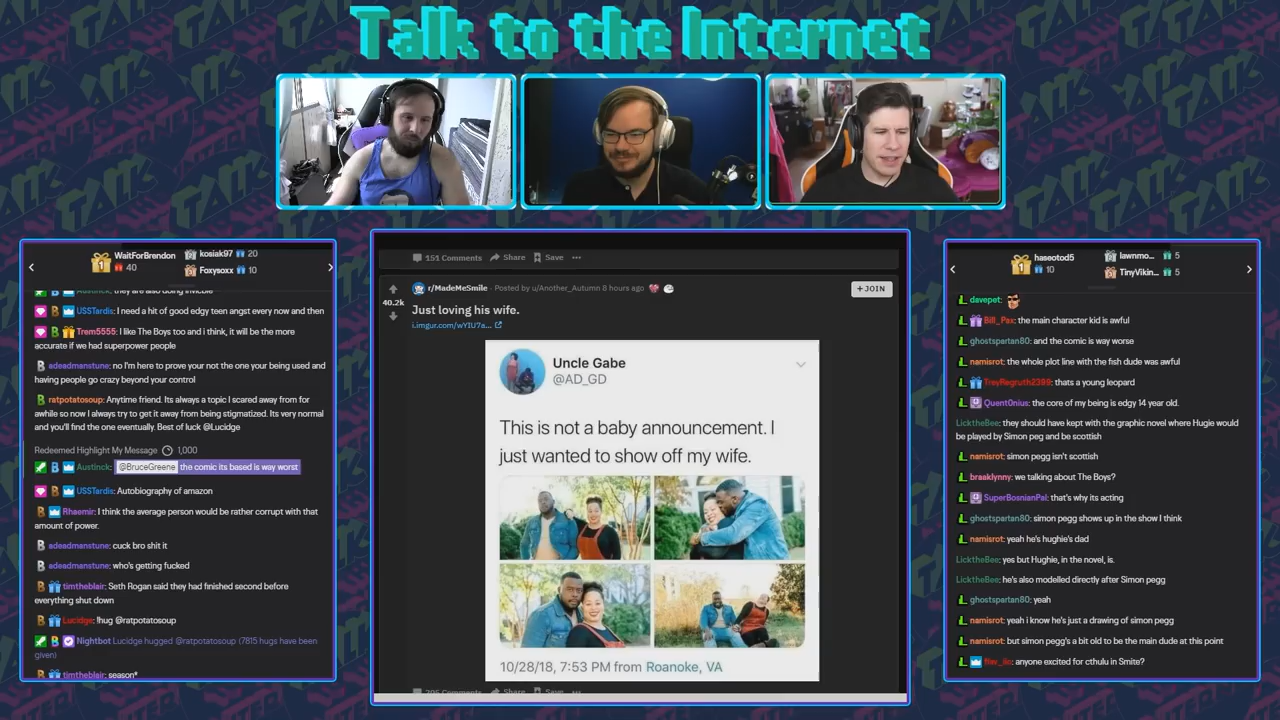 Talk to the Internet
WaitForBrendon
40
kosiak97 20
Foxysoxx 10
USSTardis: I need a hit of good edgy teen angst every now and then
Trem5555: I like The Boys too and i think, it will be the
accurate if we had superpower people
adeadmanstune: no I'm here to prove your not the one your being used and
having people go crazy beyond your control
ratpotatosoup: Anytime friend. Its always a topic I scared away from for
awhile so now I always try to get it away from being stigmatized. Its very normal
and you'll find the one eventually. Best of luck @Lucidge
Redeemed Highlight My Message 1,000
Austinck: @BruceGreene the comic its based is way worst
USSTardis: Autobiography of amazon
Rhaemir: I think the average person would be rather corrupt with that
amount of power.
adeadmanstune: cuck bro shit it
adeadmanstune: who's getting fucked
timtheblair: Seth Rogan said they had finished second before
everything shut down
Lucidge: !hug @ratpotatosoup
Nightbot Lucidge hugged @ratpotatosoup (7815 hugs have been
given)
timtheblair: season*
151 Comments Share Save
40.2k
r/MadeMeSmile · Posted by u/Another_Autumn 8 hours ago
+ JOIN
Just loving his wife.
i.imgur.com/wYIU7a...
Uncle Gabe
@AD_GD
This is not a baby announcement. I
just wanted to show off my wife.
10/28/18, 7:53 PM from Roanoke, VA
Share Save
haseotod5
10
lawnmo... 5
TinyVikin... 5
davepet:
Bill_Pax: the main character kid is awful
ghostspartan80: and the comic is way worse
namisrot: the whole plot line with the fish dude was awful
TreyRegruth2399: thats a young leopard
Quent0nius: the core of my being is edgy 14 year old.
LicktheBee: they should have kept with the graphic novel where Hugie would
be played by Simon peg and be scottish
namisrot: simon pegg isn't scottish
braaklynny: we talking about The Boys?
SuperBosnianPal: that's why its acting
ghostspartan80: simon pegg shows up in the show I think
namisrot: yeah he's hughie's dad
LicktheBee: yes but Hughie, in the novel, is.
LicktheBee: he's also modelled directly after Simon pegg
ghostspartan80: yeah
namisrot: yeah i know he's just a drawing of simon pegg
namisrot: but simon pegg's a bit old to be the main dude at this point
anyone excited for cthulu in Smite?